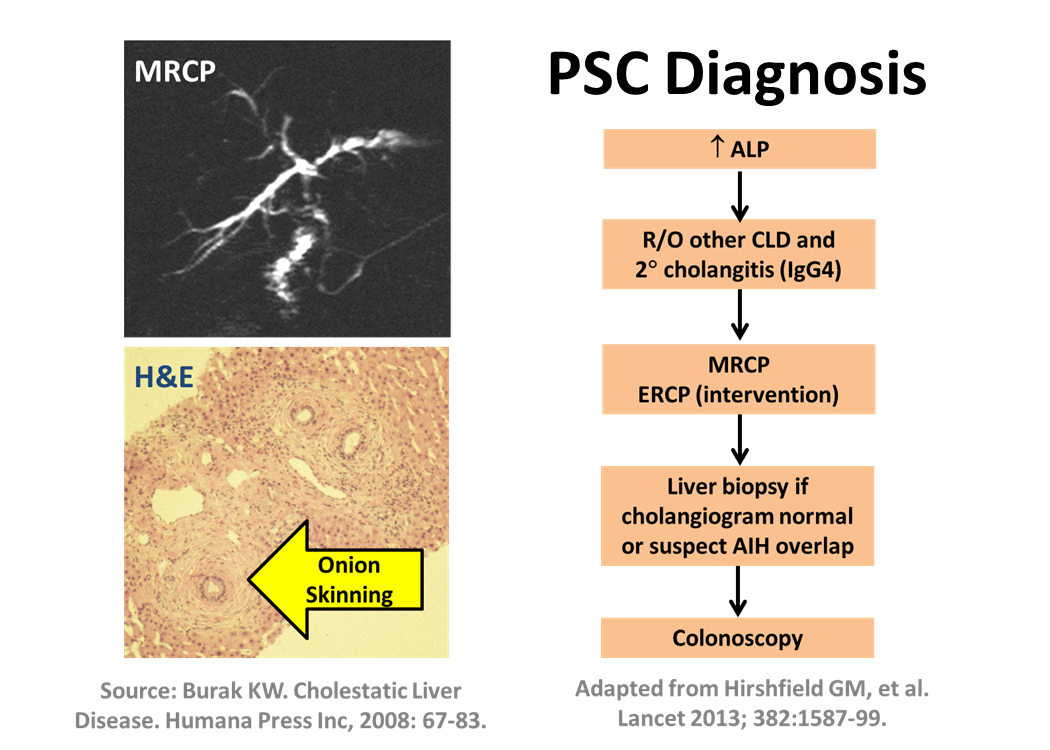 MRCP
PSC Diagnosis
↑ ALP
R/O other CLD and
2° cholangitis (IgG4)
MRCP
ERCP (intervention)
H&E
Liver biopsy if
cholangiogram normal
or suspect AIH overlap
Onion
Skinning
Colonoscopy
Source: Burak KW. Cholestatic Liver
Disease. Humana Press Inc, 2008: 67-83.
Adapted from Hirshfield GM, et al.
Lancet 2013; 382:1587-99.